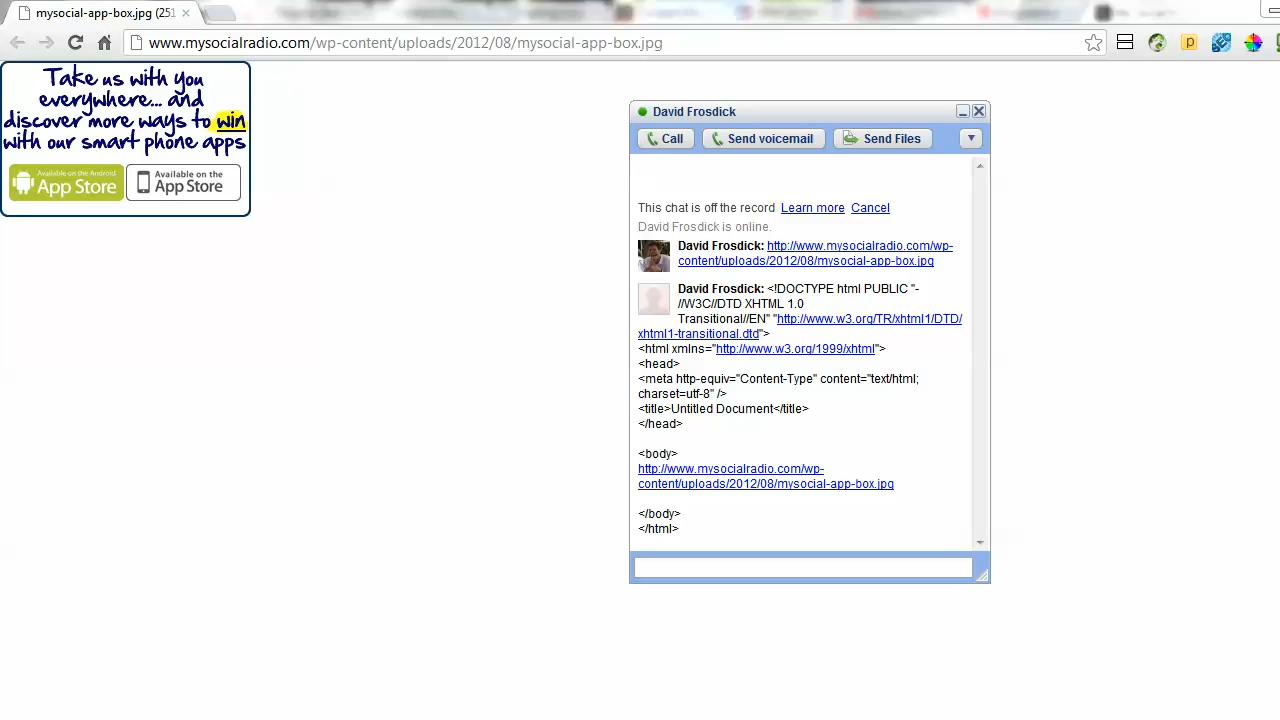 mysocial-app-box.jpg (251
www.mysocialradio.com/wp-content/uploads/2012/08/mysocial-app-box.jpg
Take us with you
everywhere... and
discover more ways to win
with our smart phone apps
Available on the Android
App Store
Available on the
App Store
David Frosdick
Call
Send voicemail
Send Files
This chat is off the record Learn more Cancel
David Frosdick is online.
David Frosdick: http://www.mysocialradio.com/wp-
content/uploads/2012/08/mysocial-app-box.jpg
David Frosdick: <!DOCTYPE html PUBLIC "-
//W3C//DTD XHTML 1.0
Transitional//EN" "http://www.w3.org/TR/xhtml1/DTD/
xhtml1-transitional.dtd">
<html xmlns="http://www.w3.org/1999/xhtml">
<head>
<meta http-equiv="Content-Type" content="text/html;
charset=utf-8" />
<title>Untitled Document</title>
</head>
<body>
http://www.mysocialradio.com/wp-
content/uploads/2012/08/mysocial-app-box.jpg
</body>
</html>